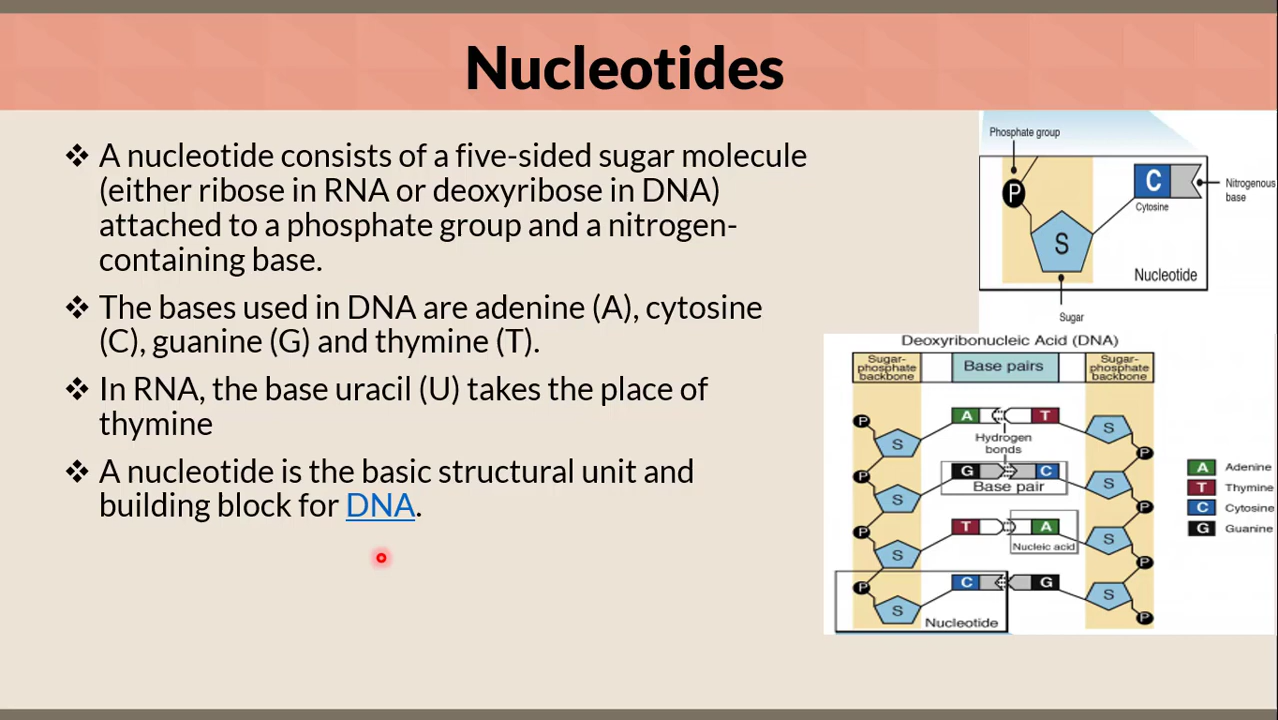 Nucleotides
❖ A nucleotide consists of a five-sided sugar molecule
(either ribose in RNA or deoxyribose in DNA)
attached to a phosphate group and a nitrogen-
containing base.
❖ The bases used in DNA are adenine (A), cytosine
(C), guanine (G) and thymine (T).
❖ In RNA, the base uracil (U) takes the place of
thymine
❖ A nucleotide is the basic structural unit and
building block for DNA.
Phosphate group
P
C
Nitrogenous
base
Cytosine
S
Nucleotide
Sugar
Deoxyribonucleic Acid (DNA)
Sugar-
phosphate
backbone
Base pairs
Sugar-
phosphate
backbone
P A T S
S Hydrogen
bonds
P
P G C S
Base pair
S P
P T A S
S Nucleic acid
P
P C G S
S Nucleotide P
A Adenine
T Thymine
C Cytosine
G Guanine